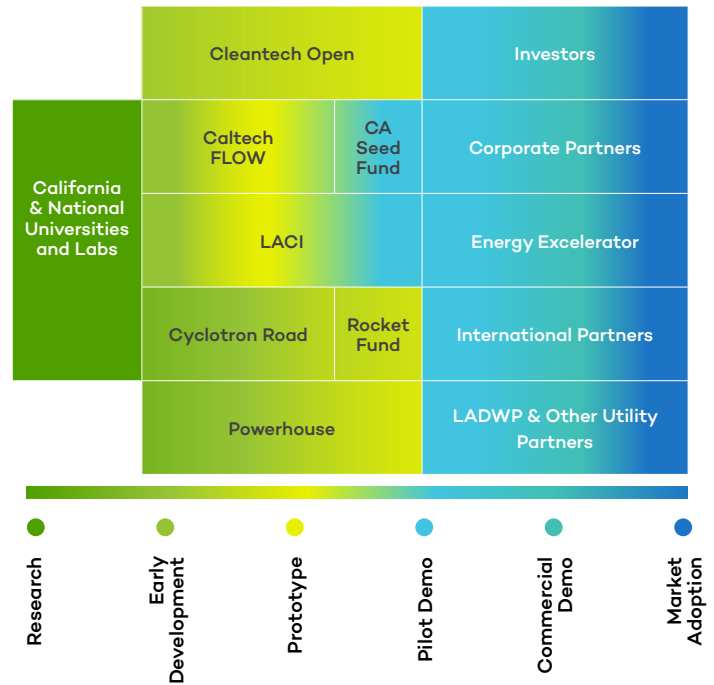 Cleantech Open
Investors
California
& National
Universities
and Labs
Caltech
FLOW
CA
Seed
Fund
Corporate Partners
LACI
Energy Excelerator
Cyclotron Road
Rocket
Fund
International Partners
Powerhouse
LADWP & Other Utility
Partners
Research
Early
Development
Prototype
Pilot Demo
Commercial
Demo
Market
Adoption